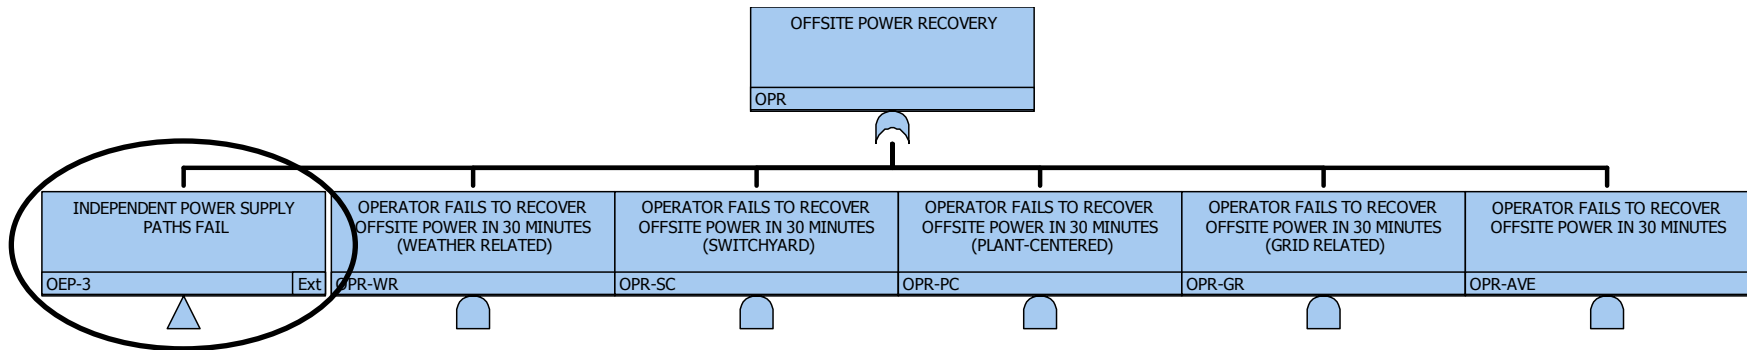 OFFSITE POWER RECOVERY
OPR
INDEPENDENT POWER SUPPLY
PATHS FAIL
OEP-3
Ext
OPERATOR FAILS TO RECOVER
OFFSITE POWER IN 30 MINUTES
(WEATHER RELATED)
OPR-WR
OPERATOR FAILS TO RECOVER
OFFSITE POWER IN 30 MINUTES
(SWITCHYARD)
OPR-SC
OPERATOR FAILS TO RECOVER
OFFSITE POWER IN 30 MINUTES
(PLANT-CENTERED)
OPR-PC
OPERATOR FAILS TO RECOVER
OFFSITE POWER IN 30 MINUTES
(GRID RELATED)
OPR-GR
OPERATOR FAILS TO RECOVER
OFFSITE POWER IN 30 MINUTES
OPR-AVE